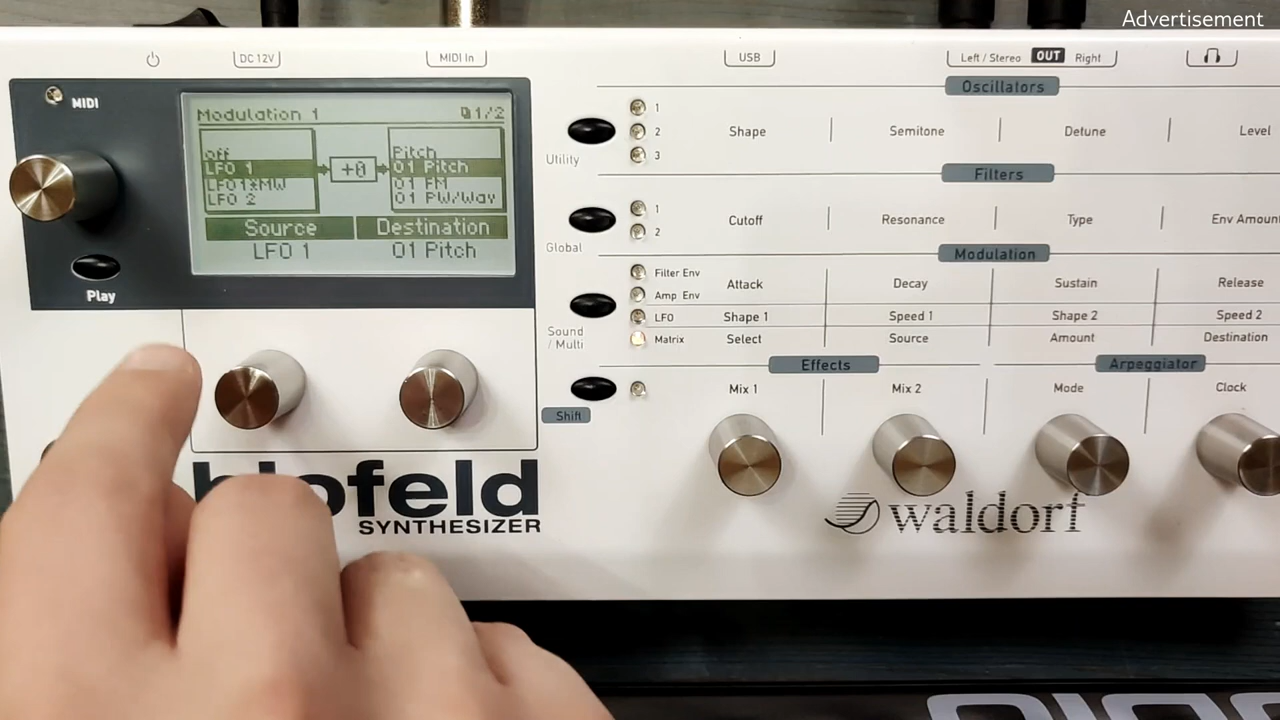 Advertisement
DC 12V
MIDI In
USB
Left / Stereo OUT Right
MIDI
Modulation 1 1/2
off
LFO 1
LFO1*MW
LFO 2
+0
Pitch
O1 Pitch
O1 FM
O1 PW/Wav
Source Destination
LFO 1 O1 Pitch
Play
Oscillators
1
2
3
Shape Semitone Detune Level
Utility
Filters
1
2
Cutoff Resonance Type Env Amoun
Global
Modulation
Filter Env
Amp Env
Attack Decay Sustain Release
LFO Shape 1 Speed 1 Shape 2 Speed 2
Sound
/ Multi
Matrix Select Source Amount Destination
Effects Arpeggiator
Mix 1 Mix 2 Mode Clock
Shift
blofeld
SYNTHESIZER
waldorf